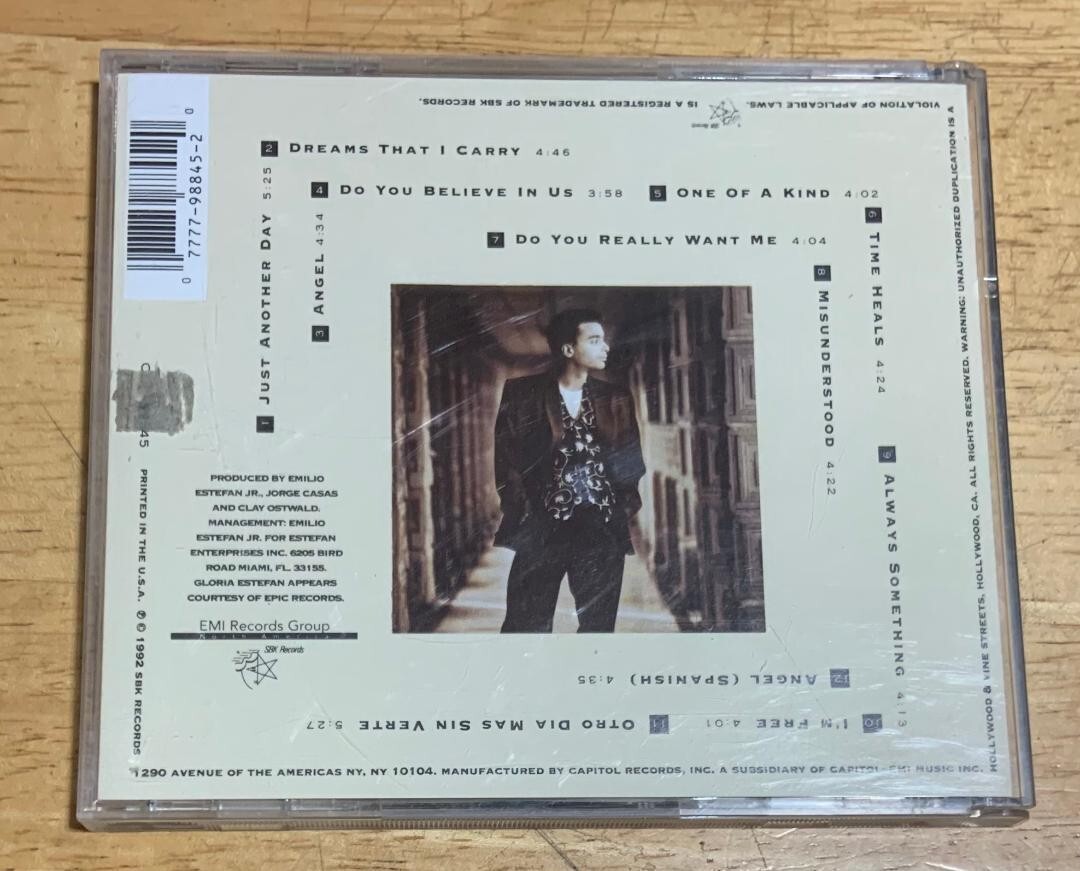 0 7777-98845-2 0
1 JUST ANOTHER DAY 5:25
2 DREAMS THAT I CARRY 4:46
3 ANGEL 4:34
4 DO YOU BELIEVE IN US 3:58
5 ONE OF A KIND 4:02
6 TIME HEALS 4:24
7 DO YOU REALLY WANT ME 4:04
8 MISUNDERSTOOD 4:22
9 ALWAYS SOMETHING 4:13
10 I'M FREE 4:01
11 OTRO DIA MAS SIN VERTE 5:27
12 ANGEL (SPANISH) 4:35
PRODUCED BY EMILIO
ESTEFAN JR., JORGE CASAS
AND CLAY OSTWALD.
MANAGEMENT: EMILIO
ESTEFAN JR. FOR ESTEFAN
ENTERPRISES INC. 6205 BIRD
ROAD MIAMI, FL. 33155.
GLORIA ESTEFAN APPEARS
COURTESY OF EPIC RECORDS.
EMI Records Group
North America
SBK Records
45 PRINTED IN THE U.S.A. ℗ © 1992 SBK RECORDS
1290 AVENUE OF THE AMERICAS NY, NY 10104. MANUFACTURED BY CAPITOL RECORDS, INC. A SUBSIDIARY OF CAPITOL-EMI MUSIC INC.
HOLLYWOOD & VINE STREETS, HOLLYWOOD, CA. ALL RIGHTS RESERVED. WARNING: UNAUTHORIZED DUPLICATION IS A
VIOLATION OF APPLICABLE LAWS. IS A REGISTERED TRADEMARK OF SBK RECORDS.